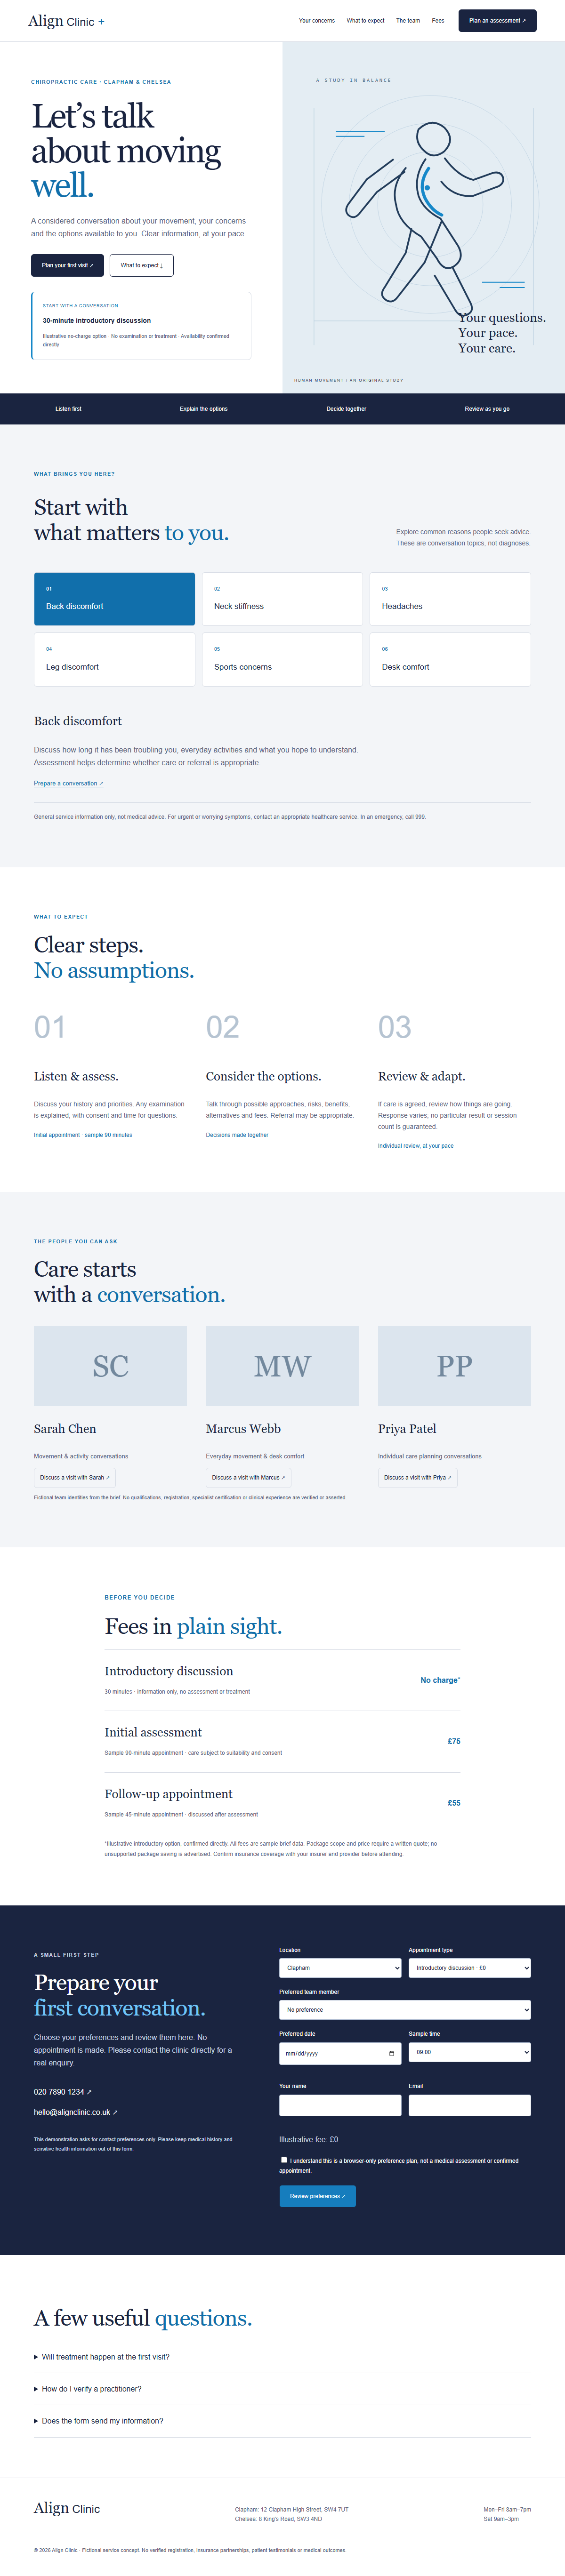 Align Clinic +
Your concerns
What to expect
The team
Fees
Plan an assessment ↗
CHIROPRACTIC CARE · CLAPHAM & CHELSEA
Let's talk
about moving
well.
A considered conversation about your movement, your concerns
and the options available to you. Clear information, at your pace.
Plan your first visit ↗
What to expect ↓
START WITH A CONVERSATION
30-minute introductory discussion
Illustrative no-charge option · No examination or treatment · Availability confirmed
directly
A STUDY IN BALANCE
Your questions.
Your pace.
Your care.
HUMAN MOVEMENT / AN ORIGINAL STUDY
Listen first
Explain the options
Decide together
Review as you go
WHAT BRINGS YOU HERE?
Start with
what matters to you.
Explore common reasons people seek advice.
These are conversation topics, not diagnoses.
01
Back discomfort
02
Neck stiffness
03
Headaches
04
Leg discomfort
05
Sports concerns
06
Desk comfort
Back discomfort
Discuss how long it has been troubling you, everyday activities and what you hope to understand.
Assessment helps determine whether care or referral is appropriate.
Prepare a conversation ↗
General service information only, not medical advice. For urgent or worrying symptoms, contact an appropriate healthcare service. In an emergency, call 999.
WHAT TO EXPECT
Clear steps.
No assumptions.
01
Listen & assess.
Discuss your history and priorities. Any examination
is explained, with consent and time for questions.
Initial appointment · sample 90 minutes
02
Consider the options.
Talk through possible approaches, risks, benefits,
alternatives and fees. Referral may be appropriate.
Decisions made together
03
Review & adapt.
If care is agreed, review how things are going.
Response varies; no particular result or session
count is guaranteed.
Individual review, at your pace
THE PEOPLE YOU CAN ASK
Care starts
with a conversation.
SC
Sarah Chen
Movement & activity conversations
Discuss a visit with Sarah ↗
MW
Marcus Webb
Everyday movement & desk comfort
Discuss a visit with Marcus ↗
PP
Priya Patel
Individual care planning conversations
Discuss a visit with Priya ↗
Fictional team identities from the brief. No qualifications, registration, specialist certification or clinical experience are verified or asserted.
BEFORE YOU DECIDE
Fees in plain sight.
Introductory discussion
30 minutes · information only, no assessment or treatment
No charge*
Initial assessment
Sample 90-minute appointment · care subject to suitability and consent
£75
Follow-up appointment
Sample 45-minute appointment · discussed after assessment
£55
*Illustrative introductory option, confirmed directly. All fees are sample brief data. Package scope and price require a written quote; no
unsupported package saving is advertised. Confirm insurance coverage with your insurer and provider before attending.
A SMALL FIRST STEP
Prepare your
first conversation.
Choose your preferences and review them here. No
appointment is made. Please contact the clinic directly for a
real enquiry.
020 7890 1234 ↗
hello@alignclinic.co.uk ↗
This demonstration asks for contact preferences only. Please keep medical history and
sensitive health information out of this form.
Location
Clapham
Appointment type
Introductory discussion · £0
Preferred team member
No preference
Preferred date
mm/dd/yyyy
Sample time
09:00
Your name
Email
Illustrative fee: £0
I understand this is a browser-only preference plan, not a medical assessment or confirmed
appointment.
Review preferences ↗
A few useful questions.
Will treatment happen at the first visit?
How do I verify a practitioner?
Does the form send my information?
Align Clinic
Clapham: 12 Clapham High Street, SW4 7UT
Chelsea: 8 King's Road, SW3 4ND
Mon–Fri 8am–7pm
Sat 9am–3pm
© 2026 Align Clinic · Fictional service concept. No verified registration, insurance partnerships, patient testimonials or medical outcomes.